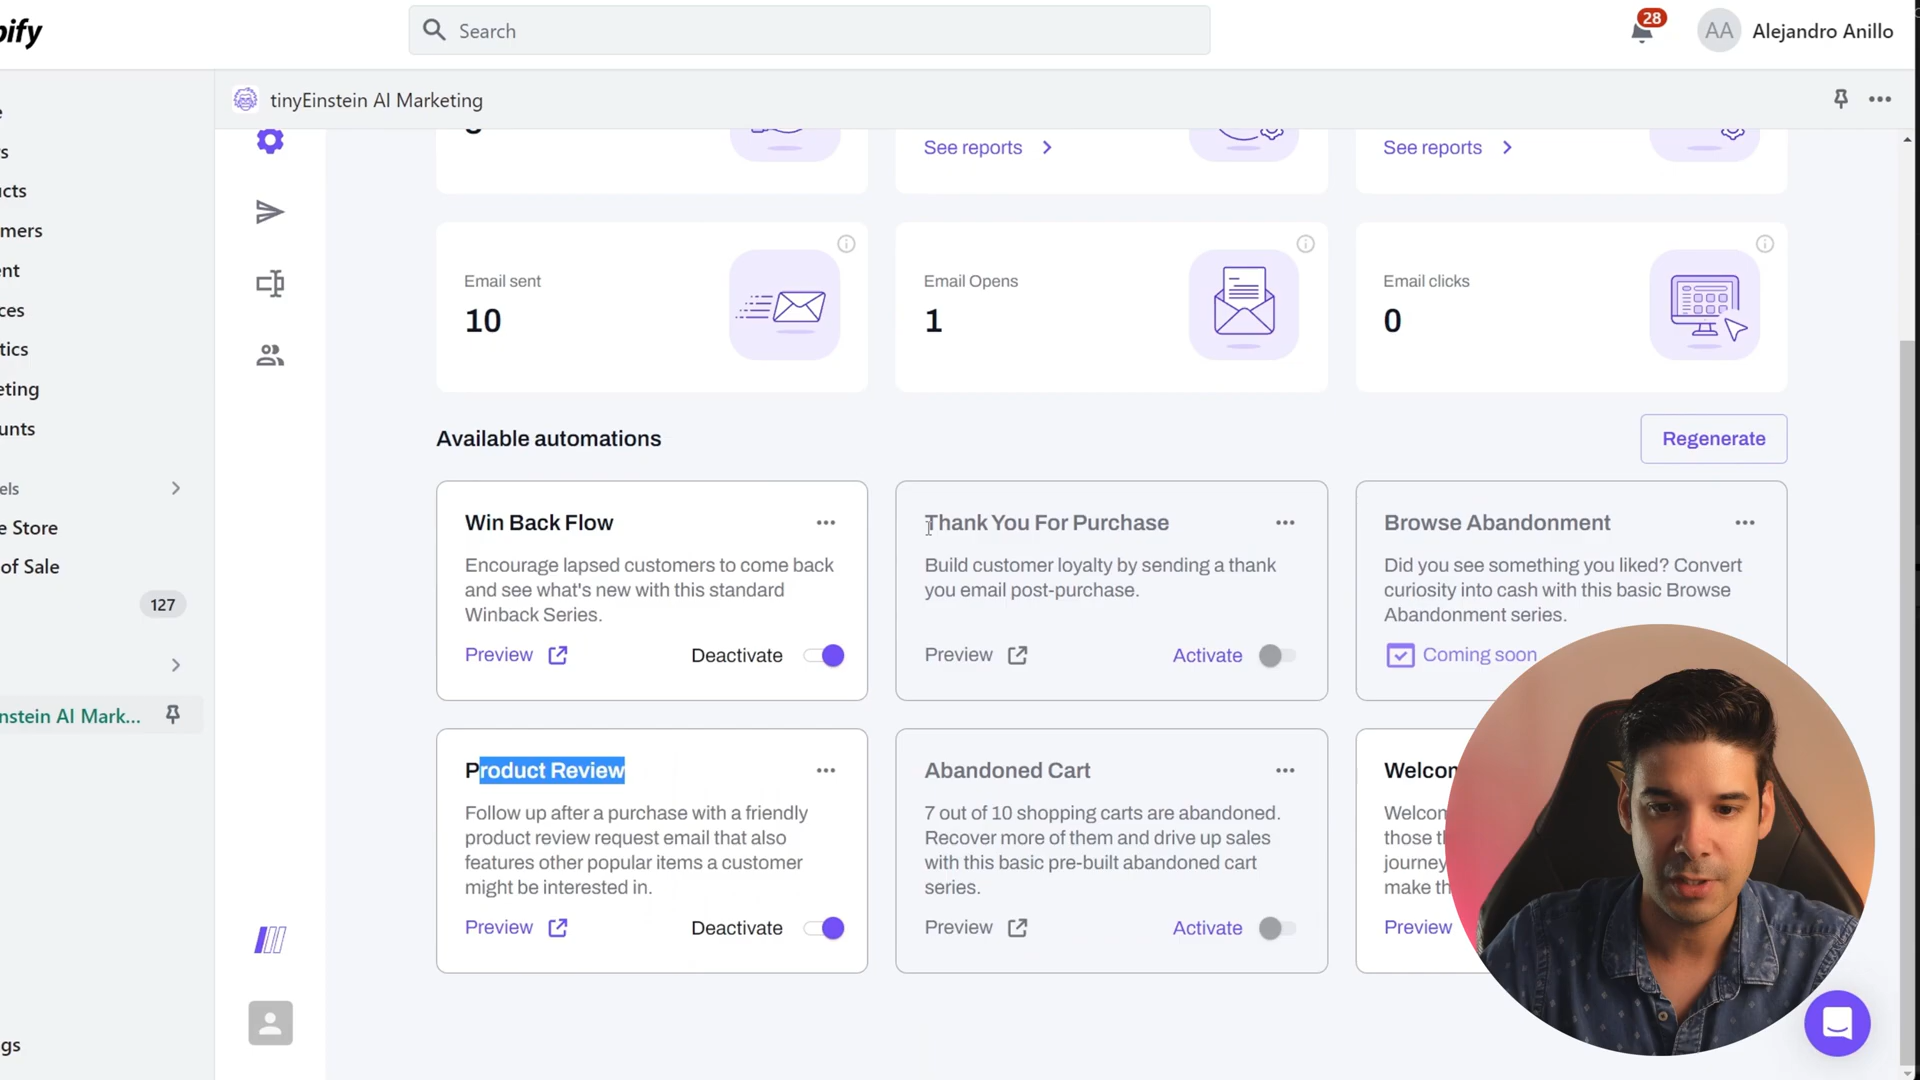 pify
Search
28
AA
Alejandro Anillo
tinyEinstein AI Marketing
e
rs
ucts
mers
ent
ces
tics
eting
unts
els
e Store
of Sale
127
nstein AI Mark...
gs
See reports
See reports
Email sent
10
Email Opens
1
Email clicks
0
Available automations
Regenerate
Win Back Flow
Encourage lapsed customers to come back
and see what's new with this standard
Winback Series.
Preview
Deactivate
Thank You For Purchase
Build customer loyalty by sending a thank
you email post-purchase.
Preview
Activate
Browse Abandonment
Did you see something you liked? Convert
curiosity into cash with this basic Browse
Abandonment series.
Coming soon
Product Review
Follow up after a purchase with a friendly
product review request email that also
features other popular items a customer
might be interested in.
Preview
Deactivate
Abandoned Cart
7 out of 10 shopping carts are abandoned.
Recover more of them and drive up sales
with this basic pre-built abandoned cart
series.
Preview
Activate
Welcom
Welcom
those th
journey
make th
Preview